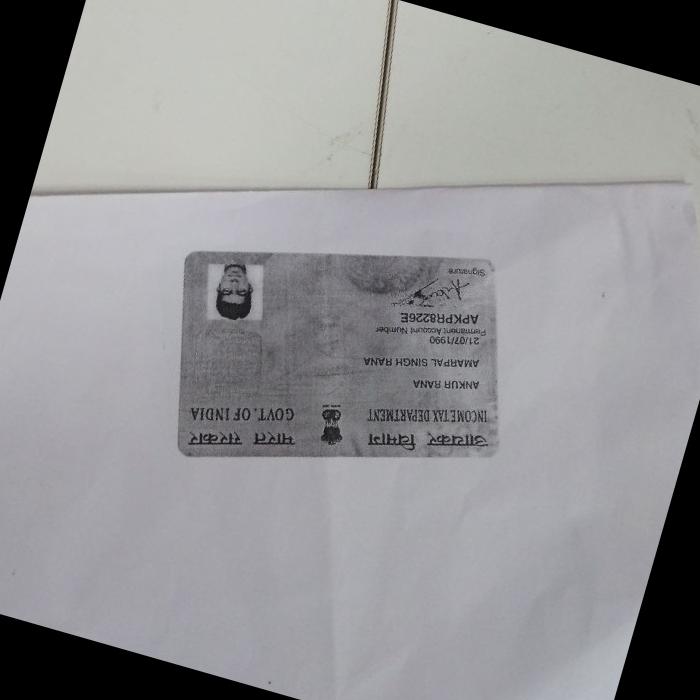 आयकर विभाग भारत सरकार
INCOME TAX DEPARTMENT GOVT. OF INDIA
ANKUR RANA
AMARPAL SINGH RANA
21/07/1990
Permanent Account Number
APKPR8226E
Signature